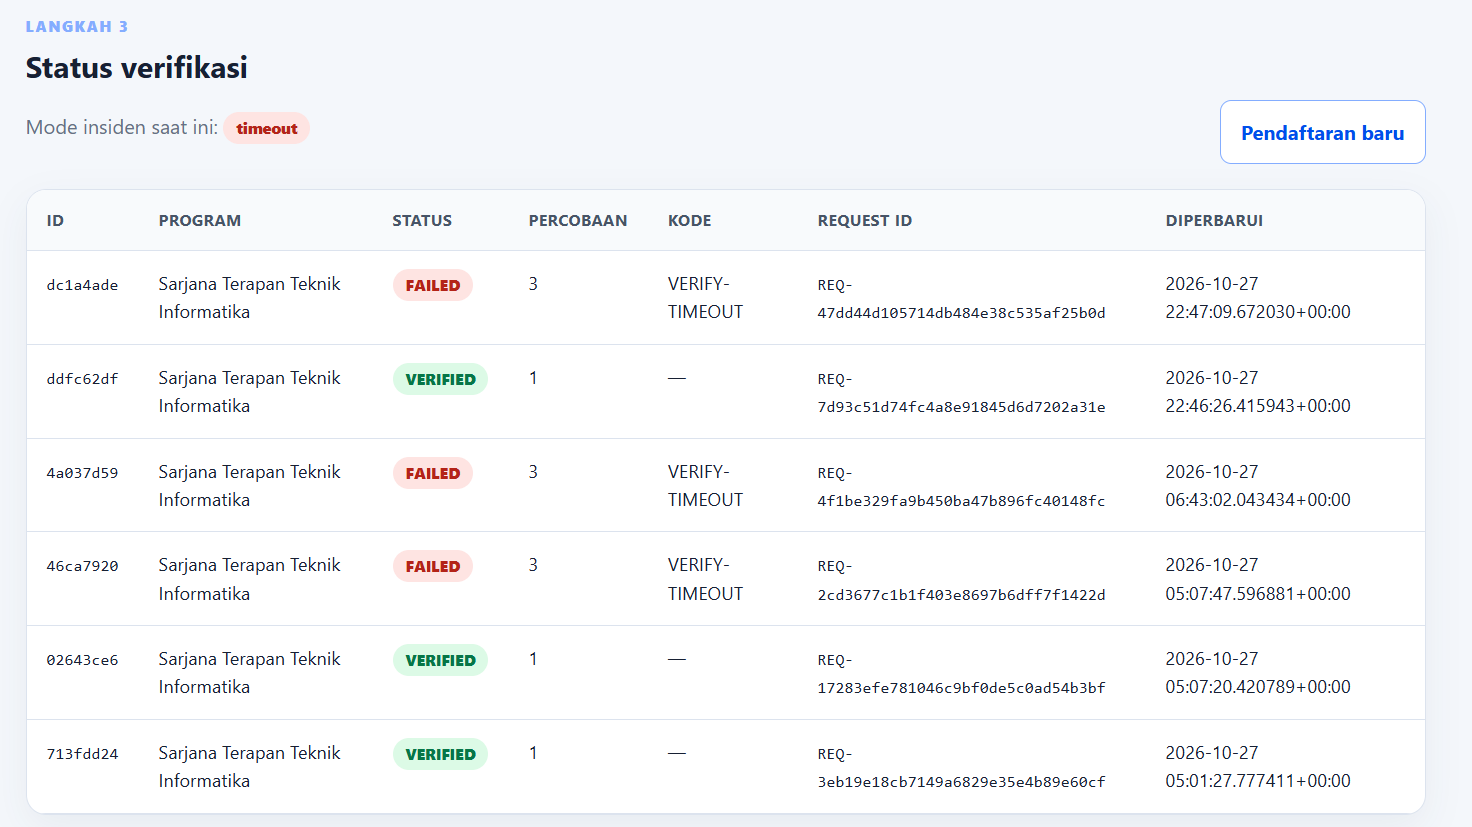 LANGKAH 3
Status verifikasi
Mode insiden saat ini: timeout
Pendaftaran baru
ID PROGRAM STATUS PERCOBAAN KODE REQUEST ID DIPERBARUI
dc1a4ade Sarjana Terapan Teknik FAILED 3 VERIFY- REQ- 2026-10-27
Informatika TIMEOUT 47dd44d105714db484e38c535af25b0d 22:47:09.672030+00:00
ddfc62df Sarjana Terapan Teknik VERIFIED 1 — REQ- 2026-10-27
Informatika 7d93c51d74fc4a8e91845d6d7202a31e 22:46:26.415943+00:00
4a037d59 Sarjana Terapan Teknik FAILED 3 VERIFY- REQ- 2026-10-27
Informatika TIMEOUT 4f1be329fa9b450ba47b896fc40148fc 06:43:02.043434+00:00
46ca7920 Sarjana Terapan Teknik FAILED 3 VERIFY- REQ- 2026-10-27
Informatika TIMEOUT 2cd3677c1b1f403e8697b6dff7f1422d 05:07:47.596881+00:00
02643ce6 Sarjana Terapan Teknik VERIFIED 1 — REQ- 2026-10-27
Informatika 17283efe781046c9bf0de5c0ad54b3bf 05:07:20.420789+00:00
713fdd24 Sarjana Terapan Teknik VERIFIED 1 — REQ- 2026-10-27
Informatika 3eb19e18cb7149a6829e35e4b89e60cf 05:01:27.777411+00:00